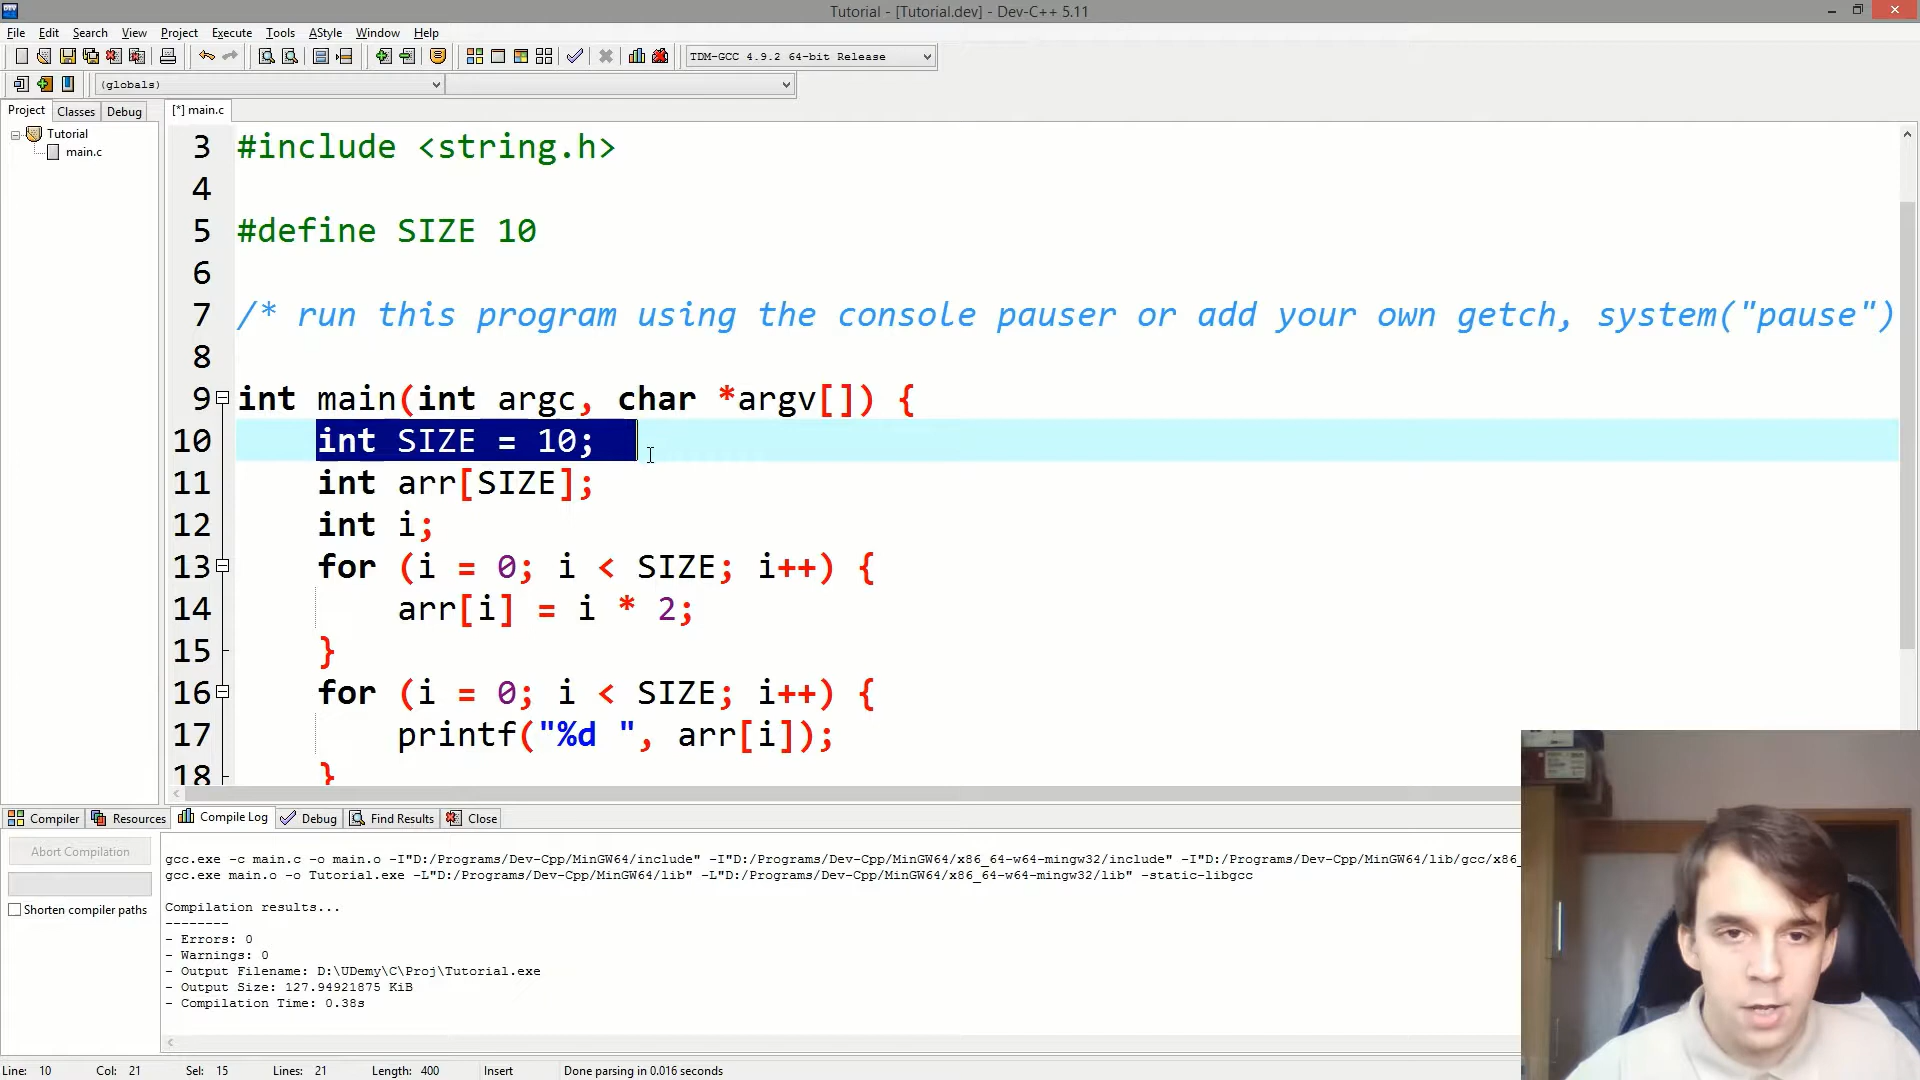 Tutorial - [Tutorial.dev] - Dev-C++ 5.11
File Edit Search View Project Execute Tools AStyle Window Help
TDM-GCC 4.9.2 64-bit Release
(globals)
Project Classes Debug
[*] main.c
Tutorial
main.c
3 #include <string.h>
4
5 #define SIZE 10
6
7 /* run this program using the console pauser or add your own getch, system("pause")
8
9 int main(int argc, char *argv[]) {
10 int SIZE = 10;
11 int arr[SIZE];
12 int i;
13 for (i = 0; i < SIZE; i++) {
14 arr[i] = i * 2;
15 }
16 for (i = 0; i < SIZE; i++) {
17 printf("%d ", arr[i]);
18 }
Compiler Resources Compile Log Debug Find Results Close
Abort Compilation
Shorten compiler paths
gcc.exe -c main.c -o main.o -I"D:/Programs/Dev-Cpp/MinGW64/include" -I"D:/Programs/Dev-Cpp/MinGW64/x86_64-w64-mingw32/include" -I"D:/Programs/Dev-Cpp/MinGW64/lib/gcc/x86_
gcc.exe main.o -o Tutorial.exe -L"D:/Programs/Dev-Cpp/MinGW64/lib" -L"D:/Programs/Dev-Cpp/MinGW64/x86_64-w64-mingw32/lib" -static-libgcc
Compilation results...
--------
- Errors: 0
- Warnings: 0
- Output Filename: D:\UDemy\C\Proj\Tutorial.exe
- Output Size: 127.94921875 KiB
- Compilation Time: 0.38s
Line: 10 Col: 21 Sel: 15 Lines: 21 Length: 400 Insert Done parsing in 0.016 seconds